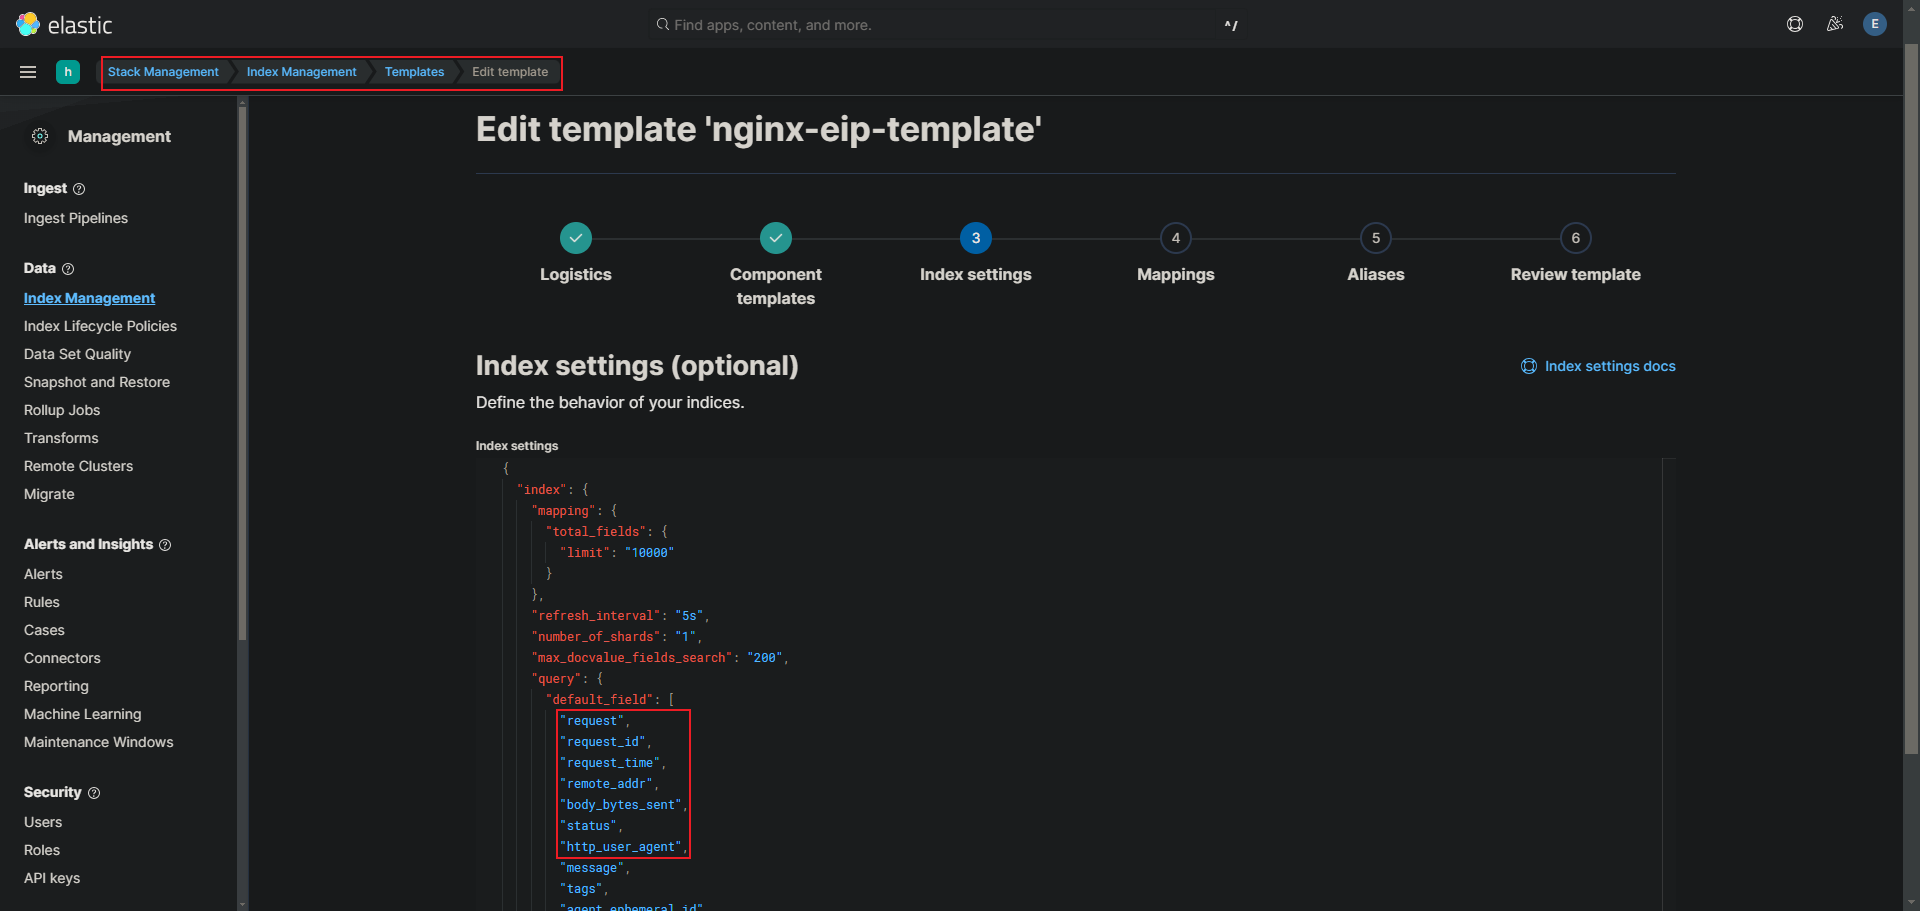 elastic
Find apps, content, and more.
^/
E
h
Stack Management
Index Management
Templates
Edit template
Management
Ingest
Ingest Pipelines
Data
Index Management
Index Lifecycle Policies
Data Set Quality
Snapshot and Restore
Rollup Jobs
Transforms
Remote Clusters
Migrate
Alerts and Insights
Alerts
Rules
Cases
Connectors
Reporting
Machine Learning
Maintenance Windows
Security
Users
Roles
API keys
Edit template 'nginx-eip-template'
3
4
5
6
Logistics
Component
templates
Index settings
Mappings
Aliases
Review template
Index settings (optional)
Index settings docs
Define the behavior of your indices.
Index settings
{
"index": {
"mapping": {
"total_fields": {
"limit": "10000"
}
},
"refresh_interval": "5s",
"number_of_shards": "1",
"max_docvalue_fields_search": "200",
"query": {
"default_field": [
"request",
"request_id",
"request_time",
"remote_addr",
"body_bytes_sent",
"status",
"http_user_agent",
"message",
"tags",
"agent.ephemeral_id"